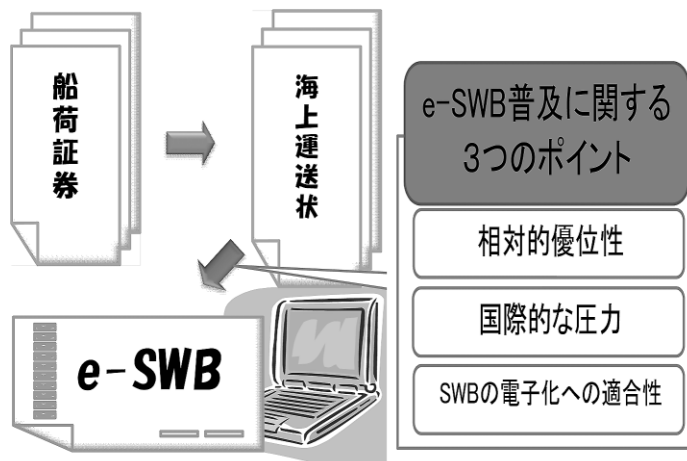 船荷証券
海上運送状
e-SWB
e-SWB普及に関する
3つのポイント
相対的優位性
国際的な圧力
SWBの電子化への適合性